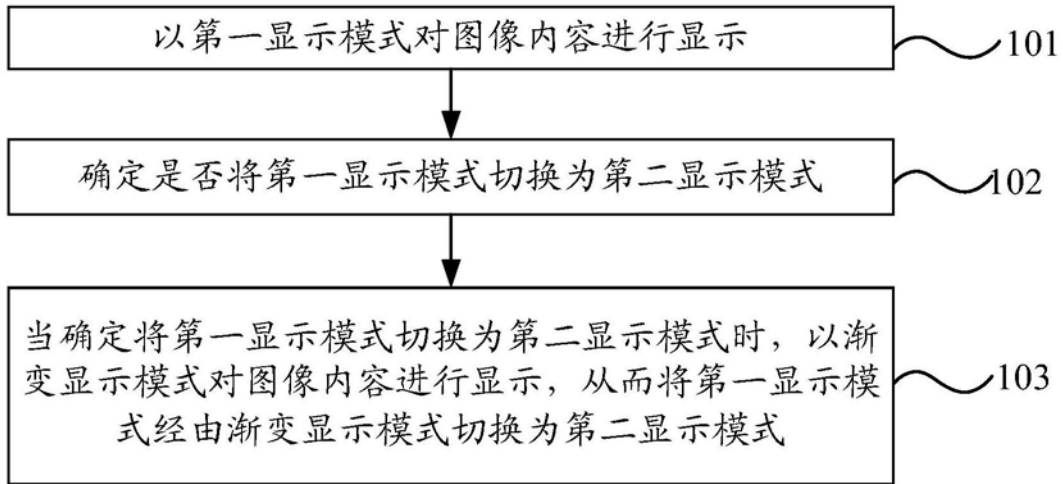 以第一显示模式对图像内容进行显示
101
确定是否将第一显示模式切换为第二显示模式
102
当确定将第一显示模式切换为第二显示模式时，以渐
变显示模式对图像内容进行显示，从而将第一显示模
式经由渐变显示模式切换为第二显示模式
103